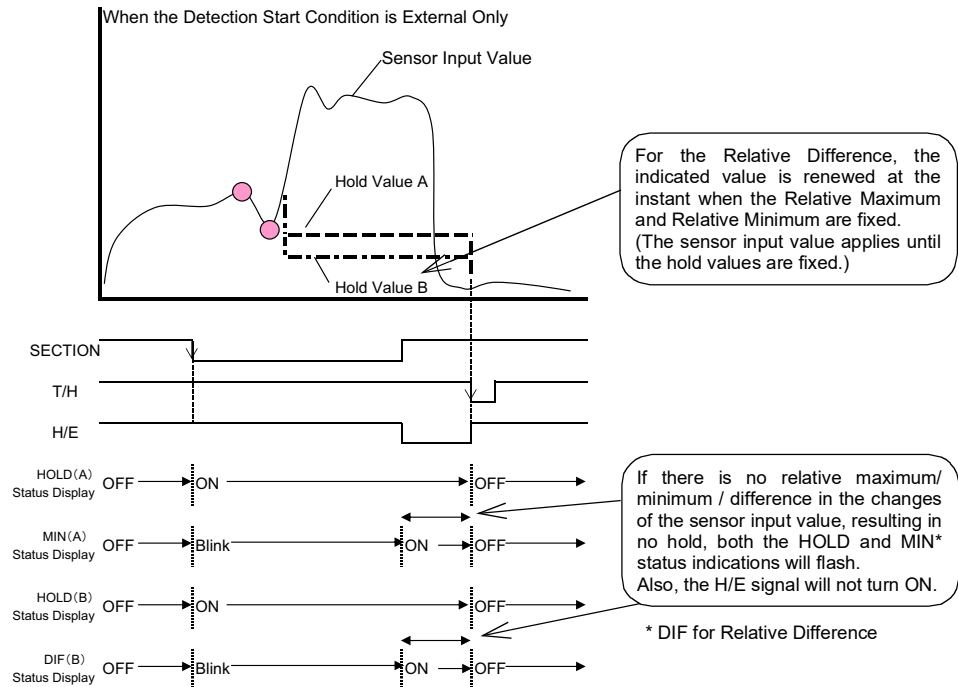 When the Detection Start Condition is External Only
Sensor Input Value
Hold Value A
Hold Value B
For the Relative Difference, the
indicated value is renewed at the
instant when the Relative Maximum
and Relative Minimum are fixed.
(The sensor input value applies until
the hold values are fixed.)
SECTION
T/H
H/E
HOLD(A)
Status Display
OFF
ON
OFF
MIN(A)
Status Display
OFF
Blink
ON
OFF
HOLD(B)
Status Display
OFF
ON
OFF
DIF(B)
Status Display
OFF
Blink
ON
OFF
If there is no relative maximum/
minimum / difference in the changes
of the sensor input value, resulting in
no hold, both the HOLD and MIN*
status indications will flash.
Also, the H/E signal will not turn ON.
* DIF for Relative Difference